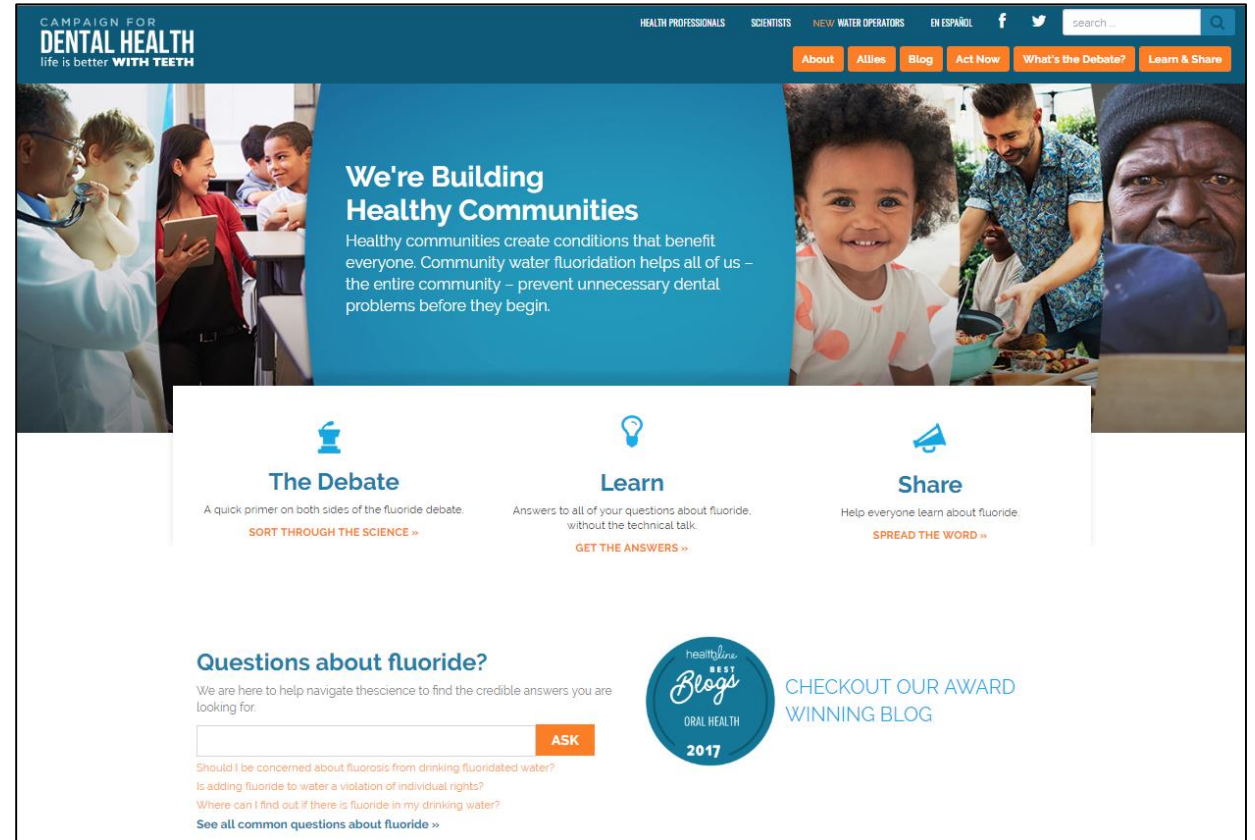 CAMPAIGN FOR
DENTAL HEALTH
life is better WITH TEETH
HEALTH PROFESSIONALS SCIENTISTS NEW WATER OPERATORS EN ESPAÑOL f search ...
About Allies Blog Act Now What's the Debate? Learn & Share
We're Building
Healthy Communities
Healthy communities create conditions that benefit
everyone. Community water fluoridation helps all of us –
the entire community – prevent unnecessary dental
problems before they begin.
The Debate
A quick primer on both sides of the fluoride debate.
SORT THROUGH THE SCIENCE »
Learn
Answers to all of your questions about fluoride,
without the technical talk.
GET THE ANSWERS »
Share
Help everyone learn about fluoride.
SPREAD THE WORD »
Questions about fluoride?
We are here to help navigate thescience to find the credible answers you are
looking for.
ASK
Should I be concerned about fluorosis from drinking fluoridated water?
Is adding fluoride to water a violation of individual rights?
Where can I find out if there is fluoride in my drinking water?
See all common questions about fluoride »
healthline
BEST
Blogs
ORAL HEALTH
2017
CHECKOUT OUR AWARD
WINNING BLOG